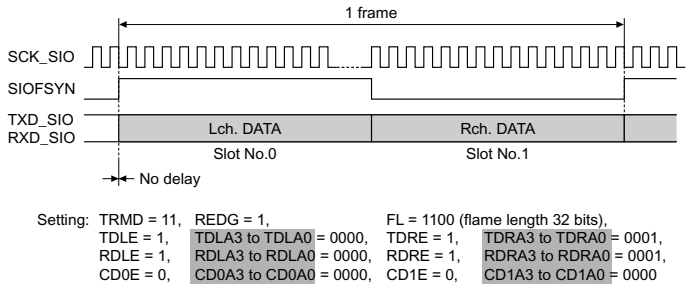 1 frame
SCK_SIO
SIOFSYN
TXD_SIO
RXD_SIO
Lch. DATA Rch. DATA
Slot No.0 Slot No.1
No delay
Setting: TRMD = 11, REDG = 1, FL = 1100 (flame length 32 bits),
TDLE = 1, TDLA3 to TDLA0 = 0000, TDRE = 1, TDRA3 to TDRA0 = 0001,
RDLE = 1, RDLA3 to RDLA0 = 0000, RDRE = 1, RDRA3 to RDRA0 = 0001,
CD0E = 0, CD0A3 to CD0A0 = 0000, CD1E = 0, CD1A3 to CD1A0 = 0000